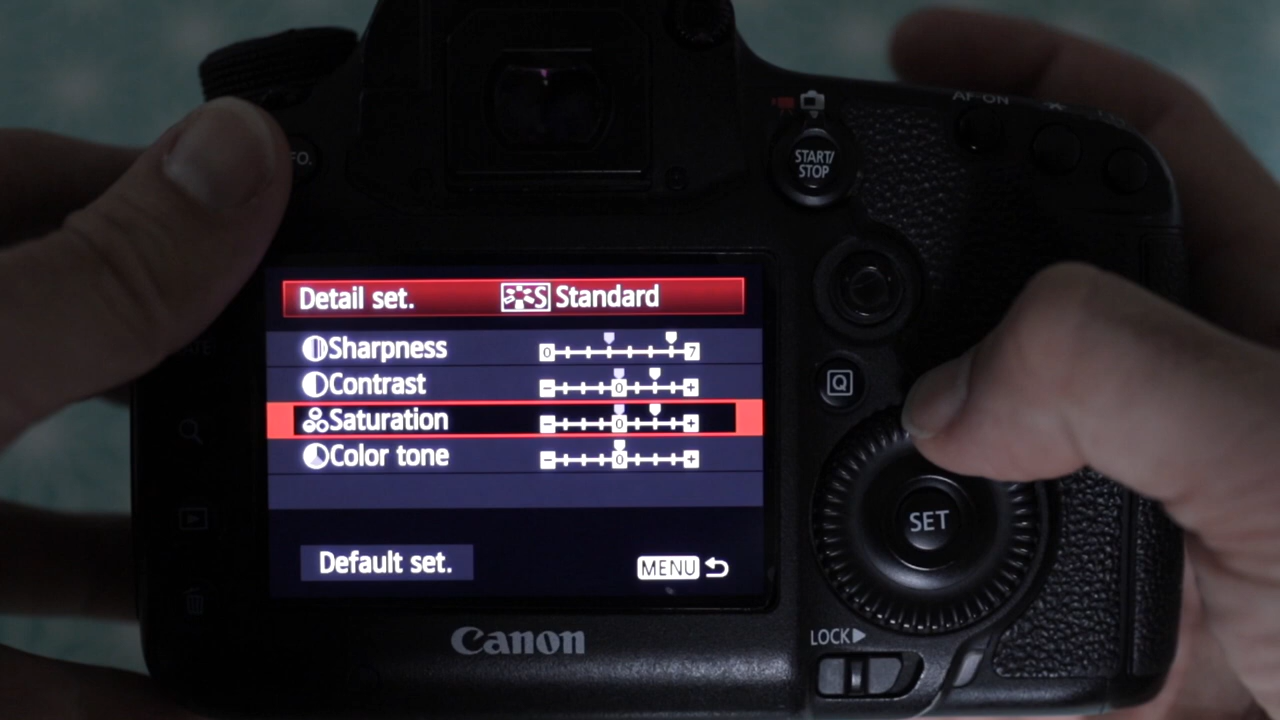 AF-ON
FO.
START/
STOP
Detail set. S Standard
Sharpness 0 7
Contrast - 0 +
Saturation - 0 +
Color tone - 0 +
Q
SET
Default set. MENU
Canon
LOCK